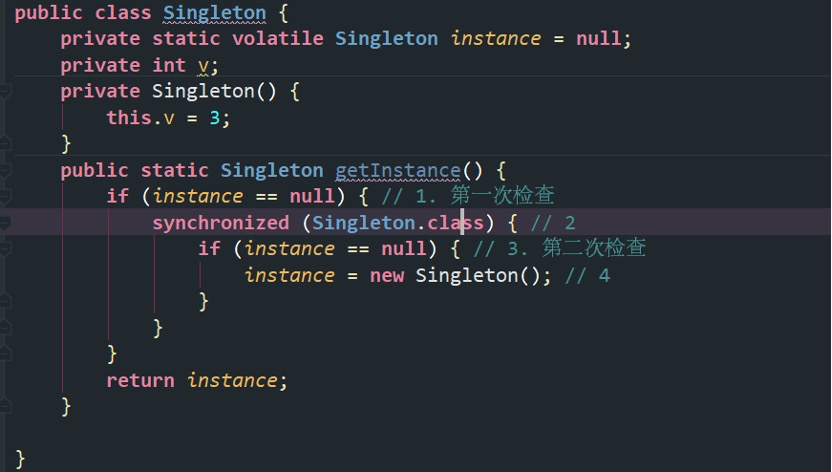 public class Singleton {
private static volatile Singleton instance = null;
private int v;
private Singleton() {
this.v = 3;
}
public static Singleton getInstance() {
if (instance == null) { // 1. 第一次检查
synchronized (Singleton.class) { // 2
if (instance == null) { // 3. 第二次检查
instance = new Singleton(); // 4
}
}
}
return instance;
}
}